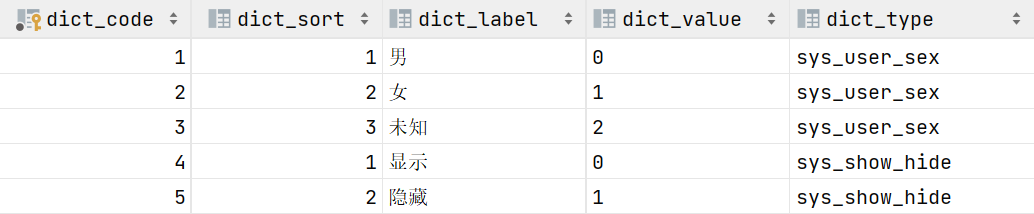 dict_code dict_sort dict_label dict_value dict_type
1 1 男 0 sys_user_sex
2 2 女 1 sys_user_sex
3 3 未知 2 sys_user_sex
4 1 显示 0 sys_show_hide
5 2 隐藏 1 sys_show_hide